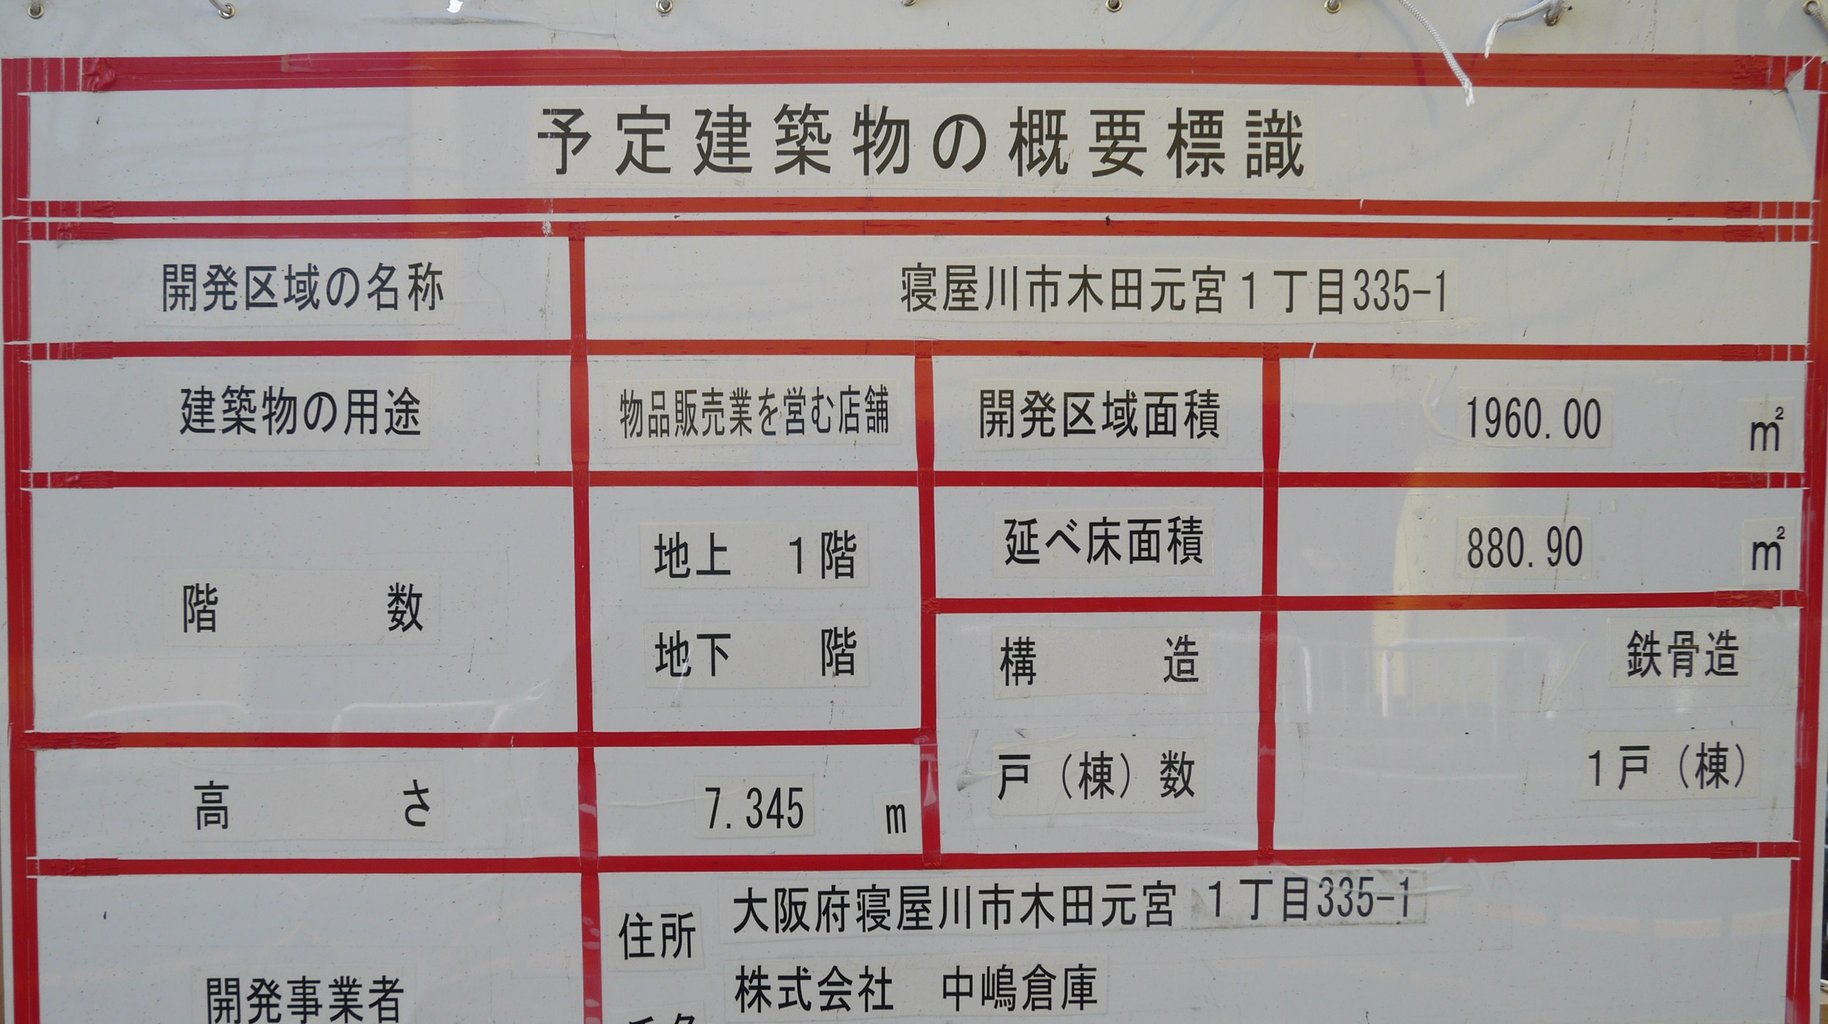 予定建築物の概要標識
開発区域の名称 寝屋川市木田元宮1丁目335-1
建築物の用途 物品販売業を営む店舗 開発区域面積 1960.00 ㎡
階数 地上 1階 延べ床面積 880.90 ㎡
地下 階 構造 鉄骨造
高さ 7.345 m 戸(棟)数 1戸(棟)
開発事業者 住所 大阪府寝屋川市木田元宮 1丁目335-1
株式会社 中嶋倉庫